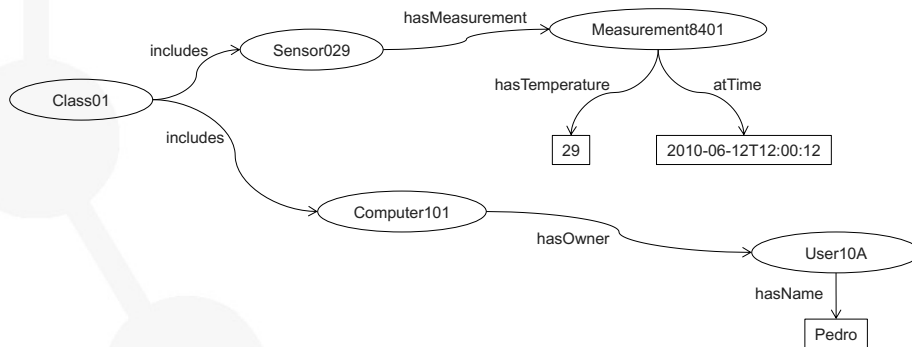 hasMeasurement
Measurement8401
includes
Sensor029
hasTemperature
atTime
Class01
includes
29
2010-06-12T12:00:12
Computer101
hasOwner
User10A
hasName
Pedro